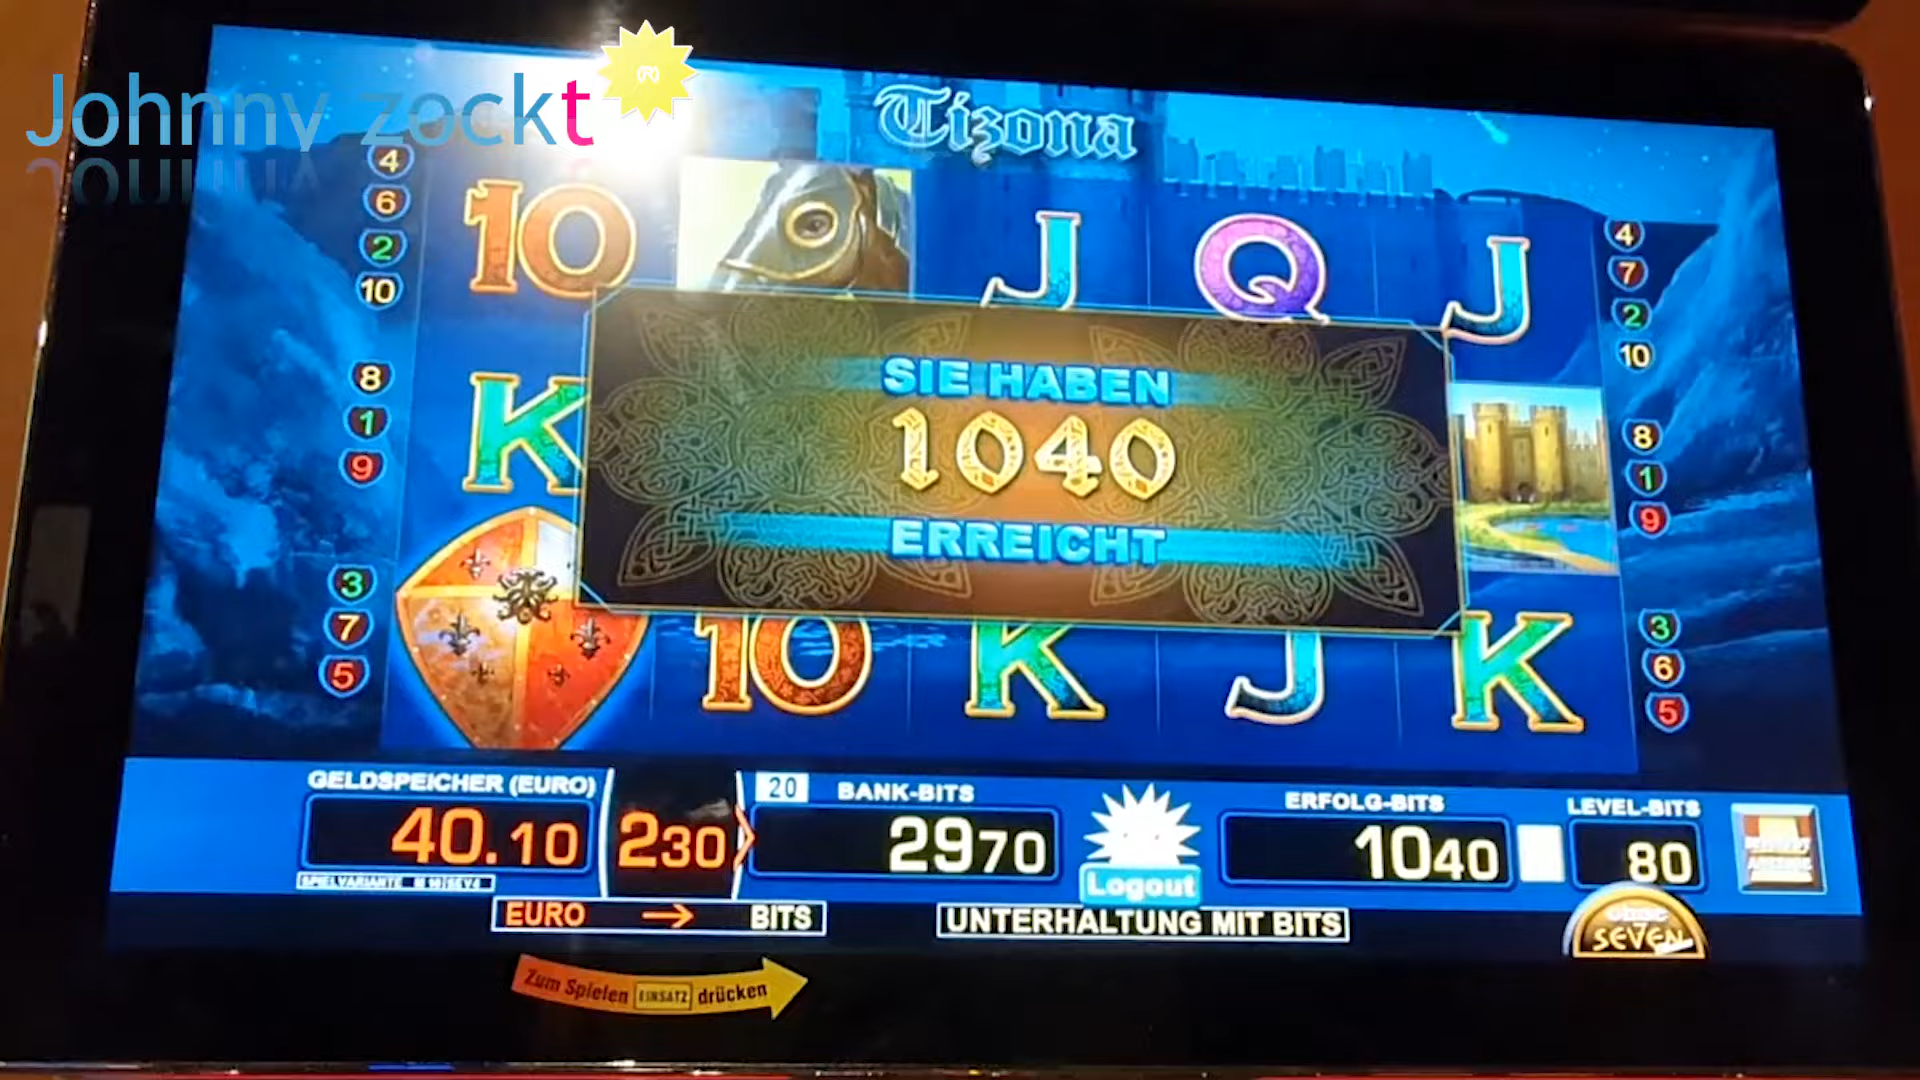 Johnny zockt
(R)
Tizona
4
6
2
10
8
1
9
3
7
5
10
J
Q
J
K
10
K
J
K
4
7
2
10
8
1
9
3
6
5
SIE HABEN
1040
ERREICHT
GELDSPEICHER (EURO)
40.10
230
20
BANK-BITS
2970
Logout
ERFOLG-BITS
1040
LEVEL-BITS
80
SPIELVARIANTE
EURO → BITS
UNTERHALTUNG MIT BITS
SEVEN
Zum Spielen EINSATZ drücken